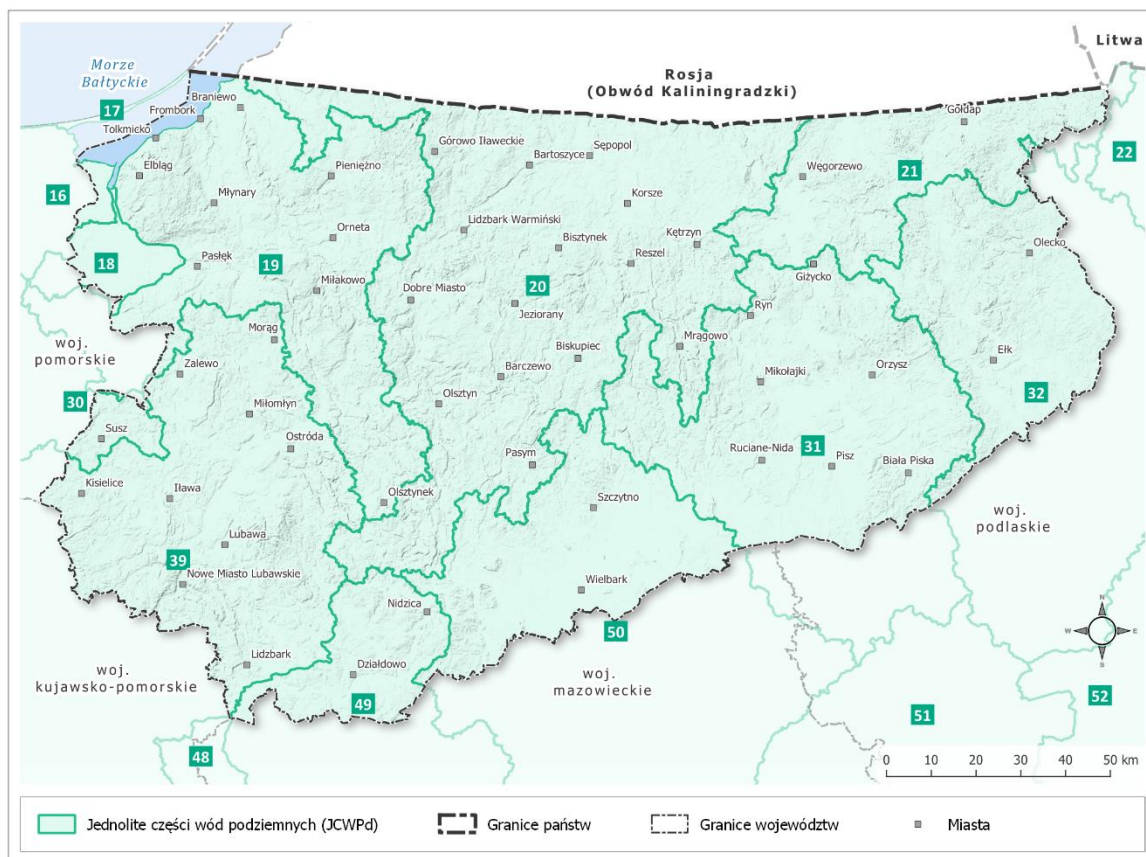 Litwa
Morze
Bałtyckie
Rosja
(Obwód Kaliningradzki)
17
Braniewo
Frombork
Tolkmicko
Gołdap
Górowo Iławeckie
Sępopol
Bartoszyce
22
Elbląg
Pieniężno
Węgorzewo
21
16
Młynary
Korsze
Lidzbark Warmiński
Orneta
Kętrzyn
Bisztynek
Olecko
18
Pasłęk
19
Reszel
Giżycko
Miłakowo
Dobre Miasto
20
Jeziorany
Ryn
Morąg
woj.
pomorskie
Mrągowo
Biskupiec
Ełk
Zalewo
Barczewo
Mikołajki
Orzysz
32
30
Miłomłyn
Olsztyn
Susz
Ostróda
Ruciane-Nida
31
Pasym
Pisz
Biała Piska
Kisielice
Iława
Olsztynek
Szczytno
woj.
podlaskie
Lubawa
39
Nowe Miasto Lubawskie
Wielbark
Nidzica
N
W
E
S
50
Lidzbark
woj.
kujawsko-pomorskie
Działdowo
woj.
mazowieckie
49
52
51
48
0 10 20 30 40 50 km
Jednolite części wód podziemnych (JCWPd)
Granice państw
Granice województw
Miasta